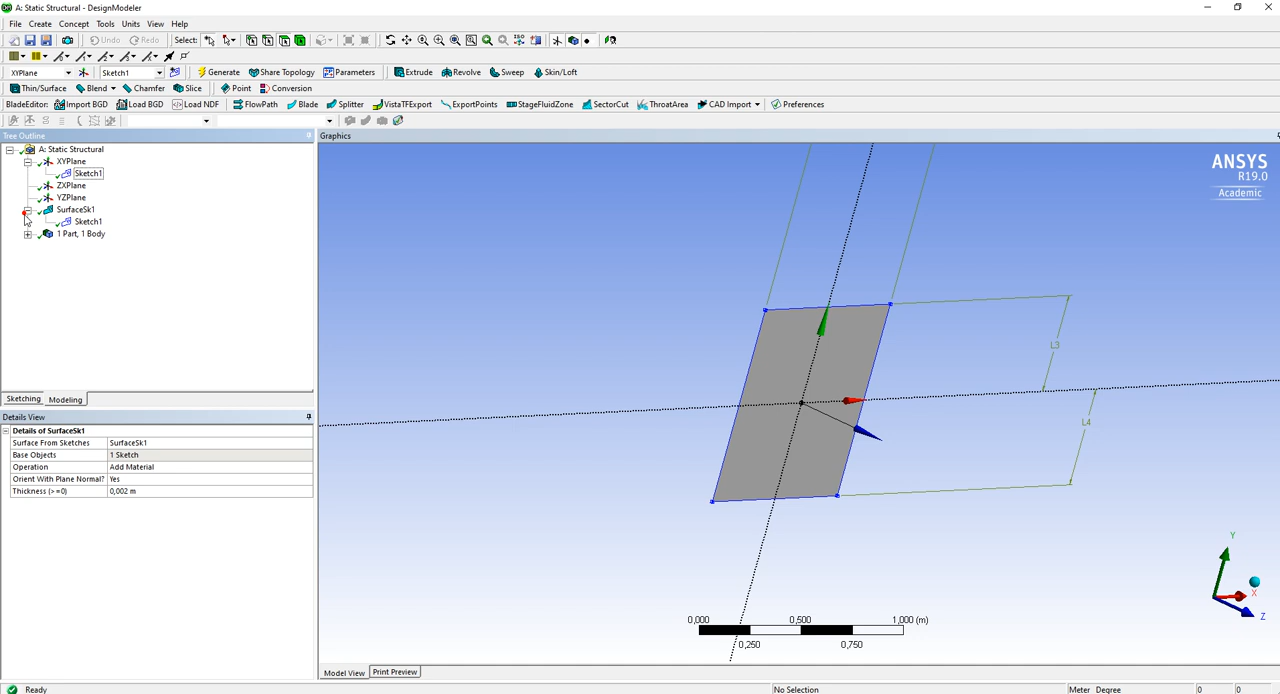 A: Static Structural - DesignModeler
File Create Concept Tools Units View Help
Undo Redo Select:
XYPlane Sketch1 Generate Share Topology Parameters Extrude Revolve Sweep Skin/Loft
Thin/Surface Blend Chamfer Slice Point Conversion
BladeEditor: Import BGD Load BGD Load NDF FlowPath Blade Splitter VistaTFExport ExportPoints StageFluidZone SectorCut ThroatArea CAD Import Preferences
Tree Outline
A: Static Structural
XYPlane
Sketch1
ZXPlane
YZPlane
SurfaceSk1
Sketch1
1 Part, 1 Body
Sketching Modeling
Details View
Details of SurfaceSk1
Surface From Sketches SurfaceSk1
Base Objects 1 Sketch
Operation Add Material
Orient With Plane Normal? Yes
Thickness (>=0) 0,002 m
Graphics
ANSYS
R19.0
Academic
L3
L4
Y
X
Z
0,000 0,500 1,000 (m)
0,250 0,750
Model View Print Preview
Ready No Selection Meter Degree 0 0